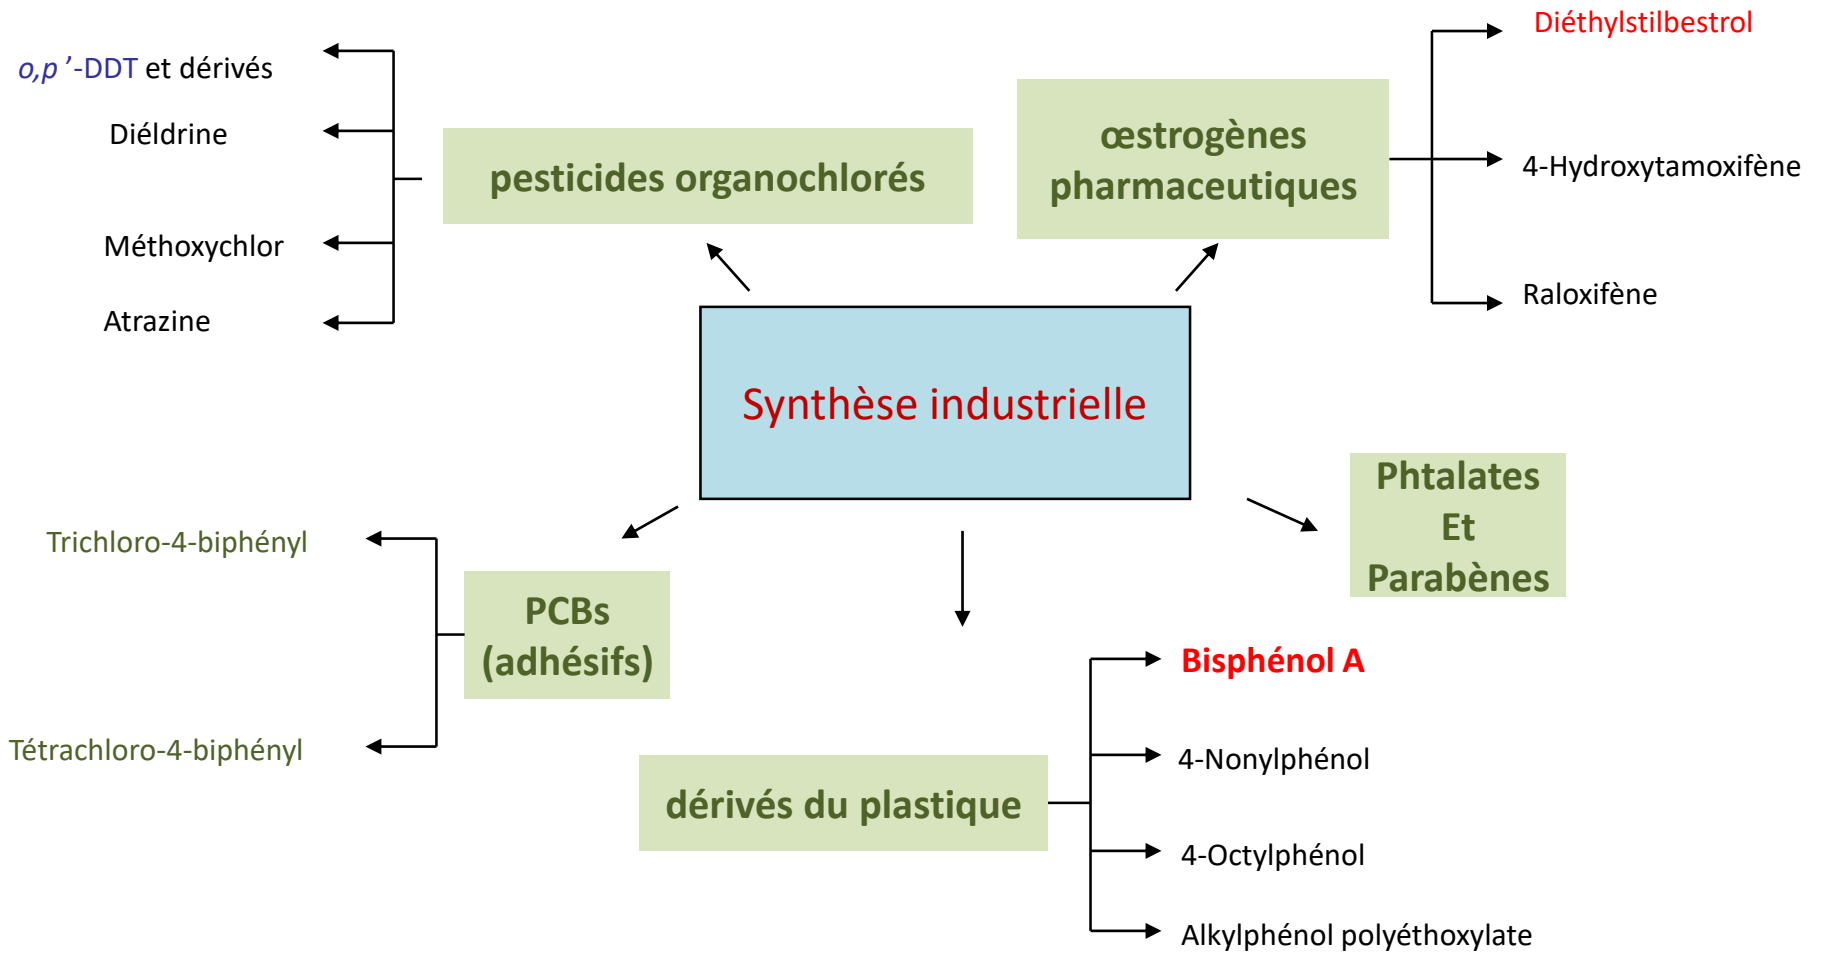 Diéthylstilbestrol
o,p ’-DDT et dérivés
Diéldrine
pesticides organochlorés
œstrogènes
pharmaceutiques
4-Hydroxytamoxifène
Méthoxychlor
Atrazine
Raloxifène
Synthèse industrielle
Phtalates
Et
Parabènes
Trichloro-4-biphényl
PCBs
(adhésifs)
Tétrachloro-4-biphényl
dérivés du plastique
Bisphénol A
4-Nonylphénol
4-Octylphénol
Alkylphénol polyéthoxylate